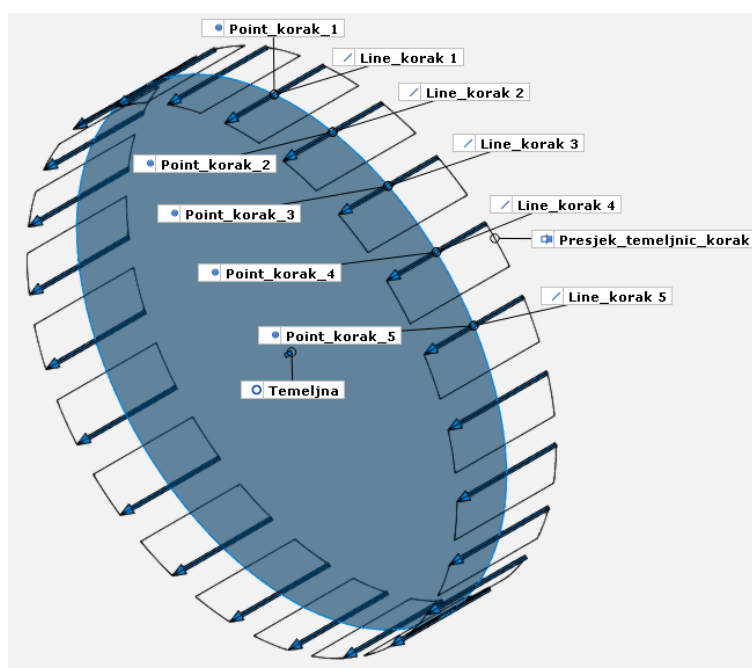 Point_korak_1
Line_korak 1
Line_korak 2
Line_korak 3
Point_korak_2
Line_korak 4
Point_korak_3
Presjek_temeljnic_korak
Point_korak_4
Line_korak 5
Point_korak_5
Temeljna